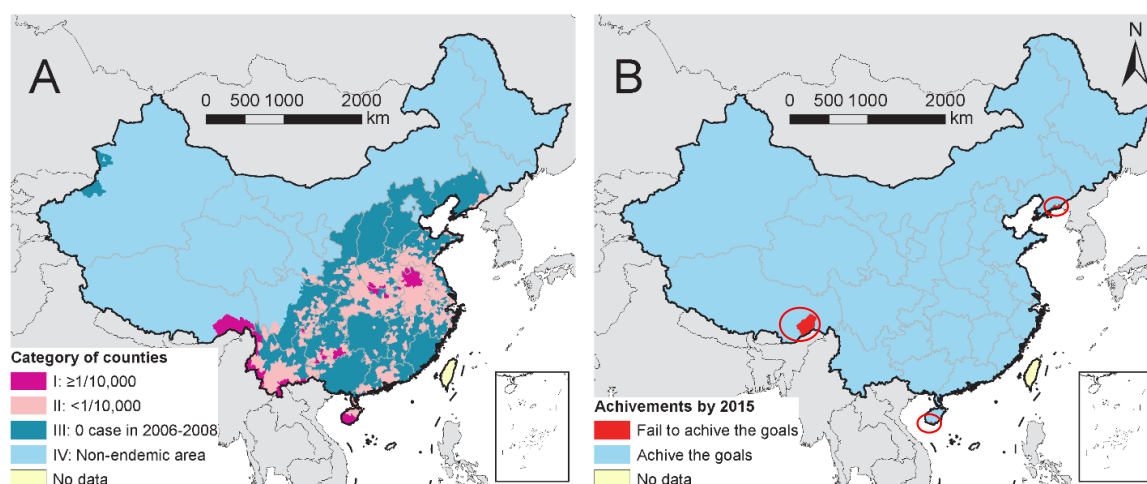 A
0 500 1000 2000
km
Category of counties
I: ≥1/10,000
II: <1/10,000
III: 0 case in 2006-2008
IV: Non-endemic area
No data
B
N
0 500 1000 2000
km
Achivements by 2015
Fail to achive the goals
Achive the goals
No data